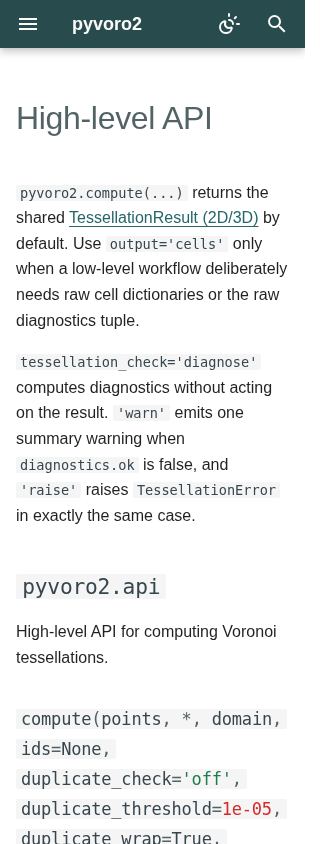 pyvoro2
High-level API
pyvoro2.compute(...) returns the
shared TessellationResult (2D/3D) by
default. Use output='cells' only
when a low-level workflow deliberately
needs raw cell dictionaries or the raw
diagnostics tuple.
tessellation_check='diagnose'
computes diagnostics without acting
on the result. 'warn' emits one
summary warning when
diagnostics.ok is false, and
'raise' raises TessellationError
in exactly the same case.
pyvoro2.api
High-level API for computing Voronoi
tessellations.
compute(points, *, domain,
ids=None,
duplicate_check='off',
duplicate_threshold=1e-05,
duplicate_wrap=True,